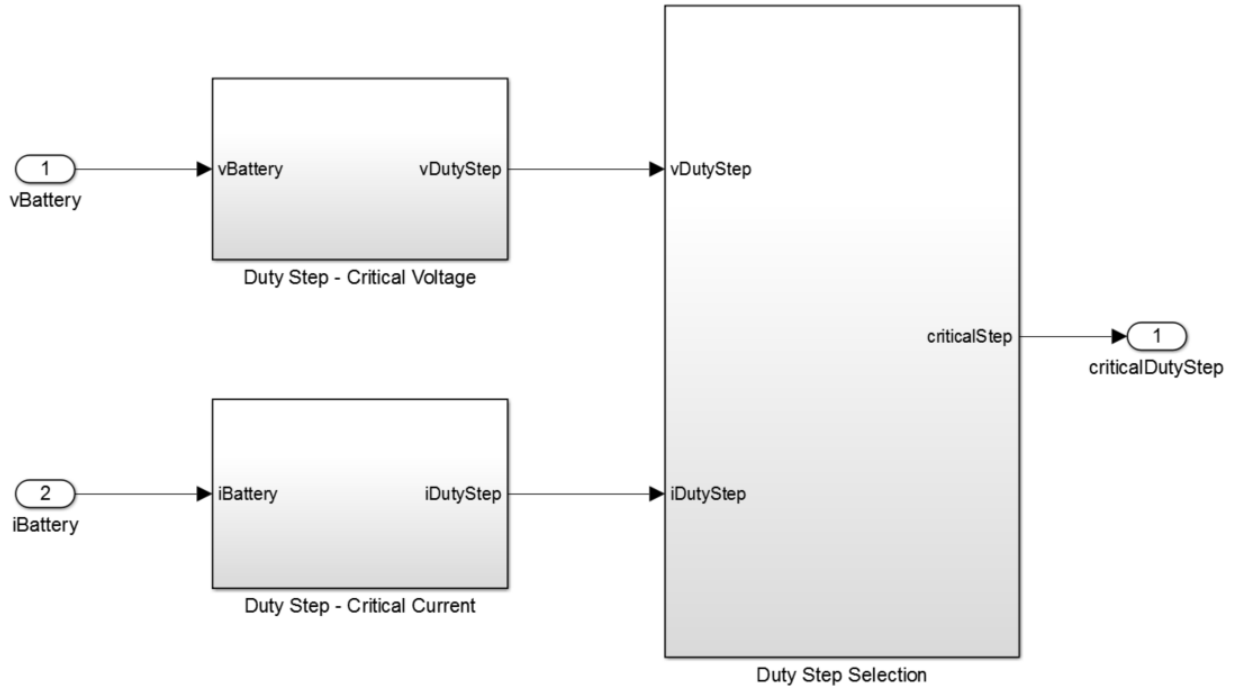 1
vBattery
vBattery
vDutyStep
Duty Step - Critical Voltage
2
iBattery
iBattery
iDutyStep
Duty Step - Critical Current
vDutyStep
iDutyStep
criticalStep
Duty Step Selection
1
criticalDutyStep